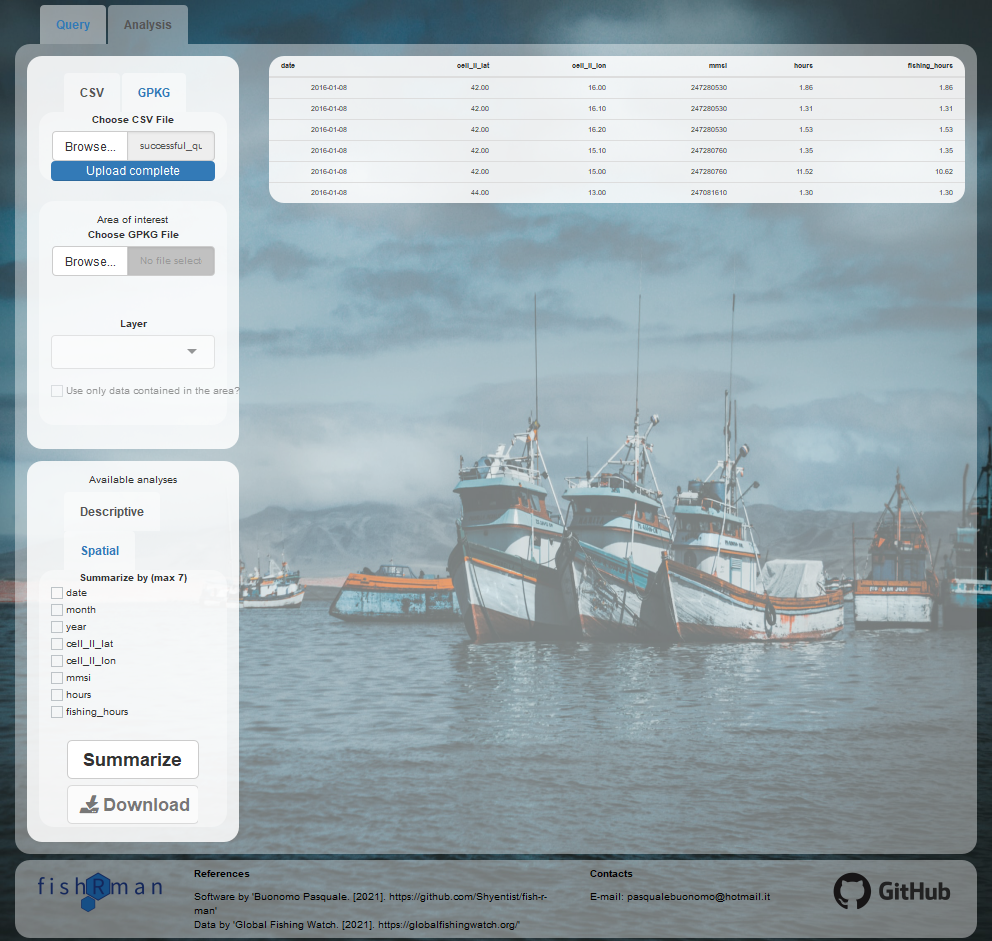 Query
Analysis
CSV
GPKG
Choose CSV File
Browse...
successful_qu
Upload complete
Area of interest
Choose GPKG File
Browse...
No file select
Layer
Use only data contained in the area?
Available analyses
Descriptive
Spatial
Summarize by (max 7)
date
month
year
cell_ll_lat
cell_ll_lon
mmsi
hours
fishing_hours
Summarize
Download
date cell_ll_lat cell_ll_lon mmsi hours fishing_hours
2016-01-08 42.00 16.00 247280530 1.86 1.86
2016-01-08 42.00 16.10 247280530 1.31 1.31
2016-01-08 42.00 16.20 247280530 1.53 1.53
2016-01-08 42.00 15.10 247280760 1.35 1.35
2016-01-08 42.00 15.00 247280760 11.52 10.62
2016-01-08 44.00 13.00 247081610 1.30 1.30
fishRman
References
Software by 'Buonomo Pasquale. [2021]. https://github.com/Shyentist/fish-r-
man'
Data by 'Global Fishing Watch. [2021]. https://globalfishingwatch.org/'
Contacts
E-mail: pasqualebuonomo@hotmail.it
GitHub